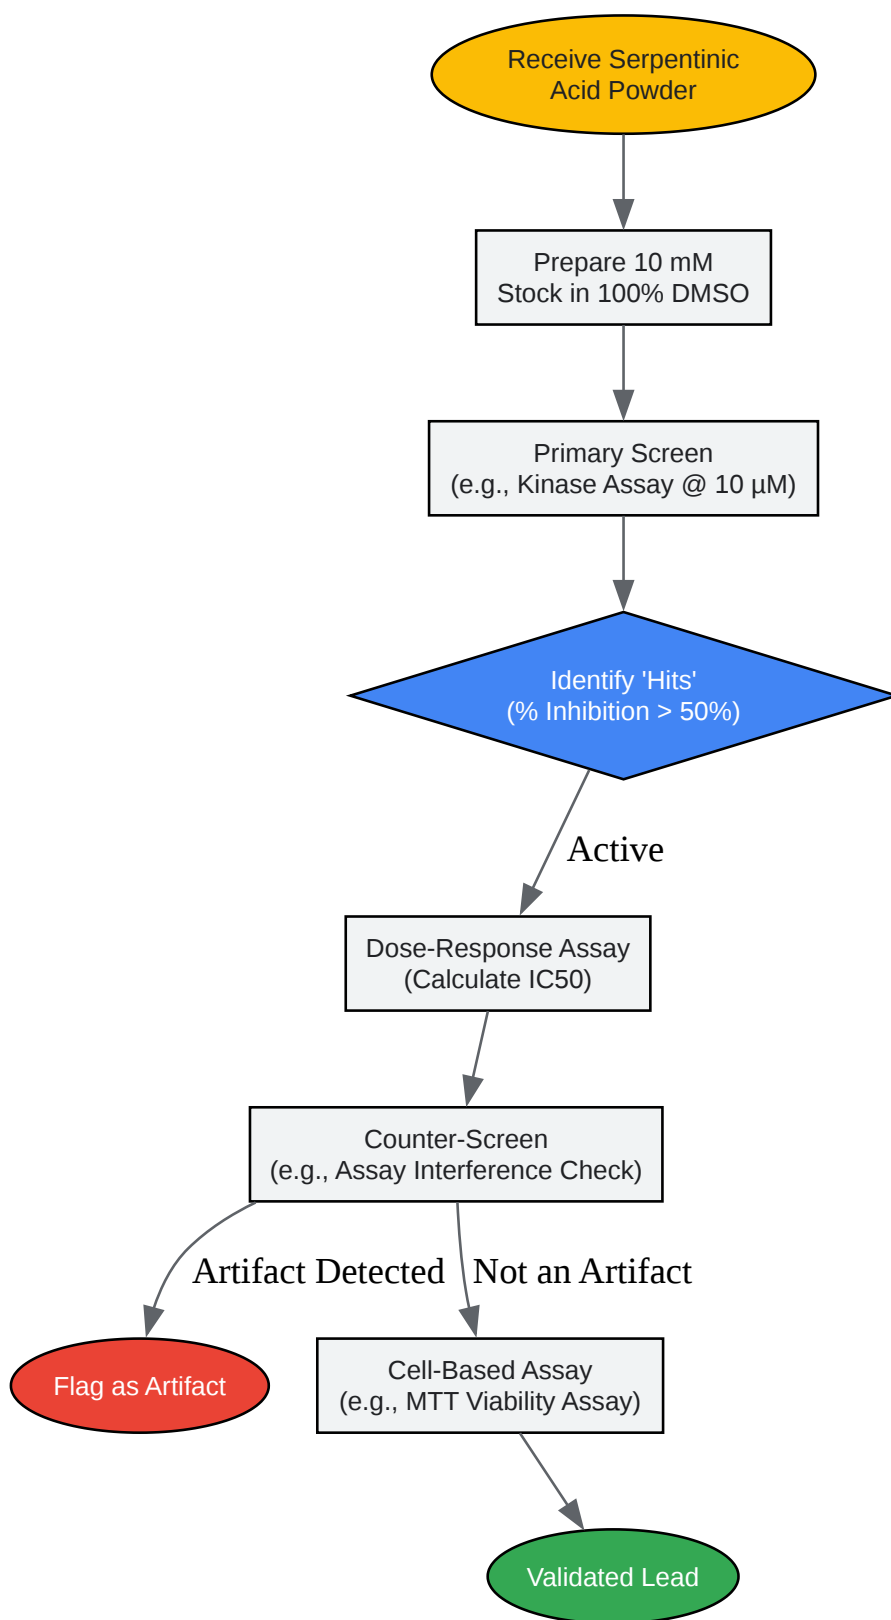 Receive Serpentinic
Acid Powder
Prepare 10 mM
Stock in 100% DMSO
Primary Screen
(e.g., Kinase Assay @ 10 µM)
Identify 'Hits'
(% Inhibition > 50%)
Active
Dose-Response Assay
(Calculate IC50)
Counter-Screen
(e.g., Assay Interference Check)
Artifact Detected
Not an Artifact
Flag as Artifact
Cell-Based Assay
(e.g., MTT Viability Assay)
Validated Lead